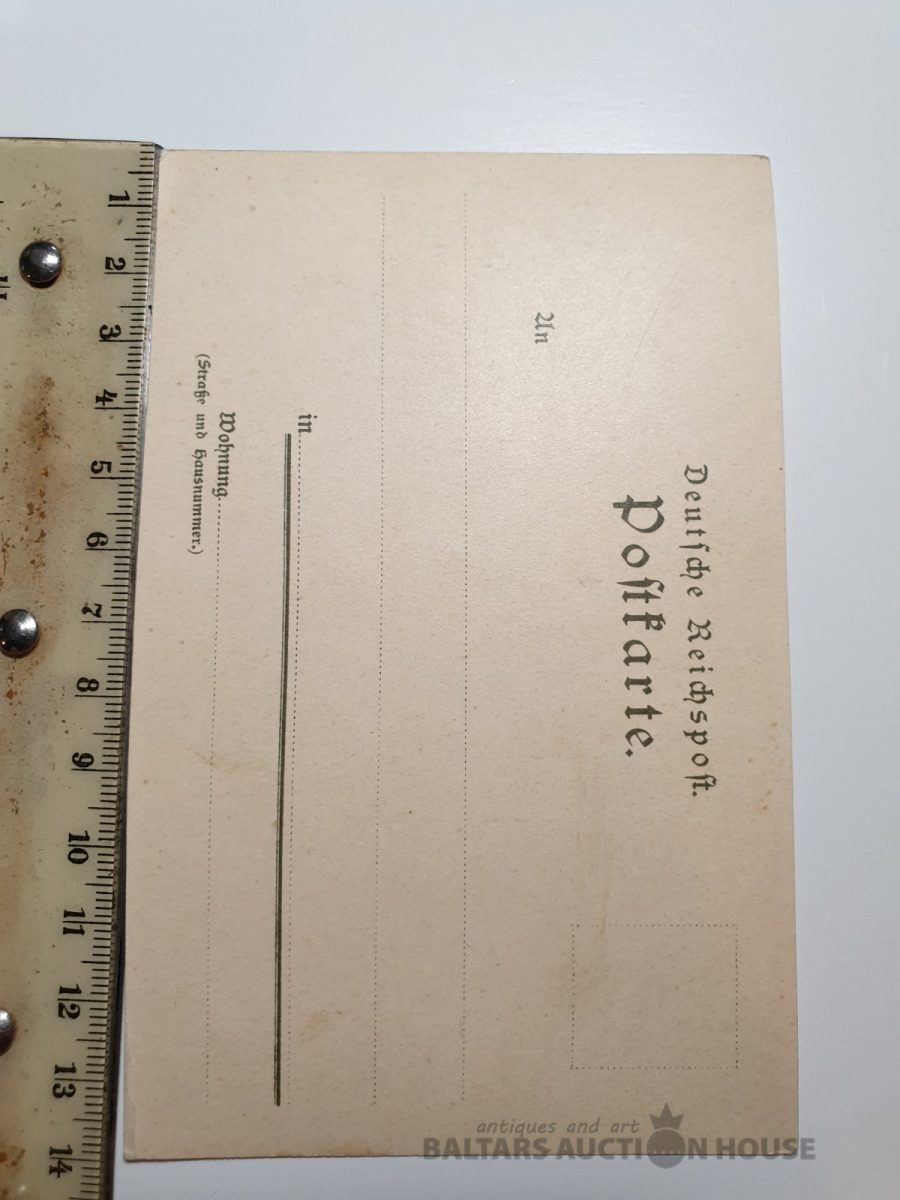 Deutsche Reichspost.
Postkarte.
An
in
Wohnung
(Straße und Hausnummer.)
1
2
3
4
5
6
7
8
9
10
11
12
13
14
antiques and art
BALTARS AUCTION HOUSE